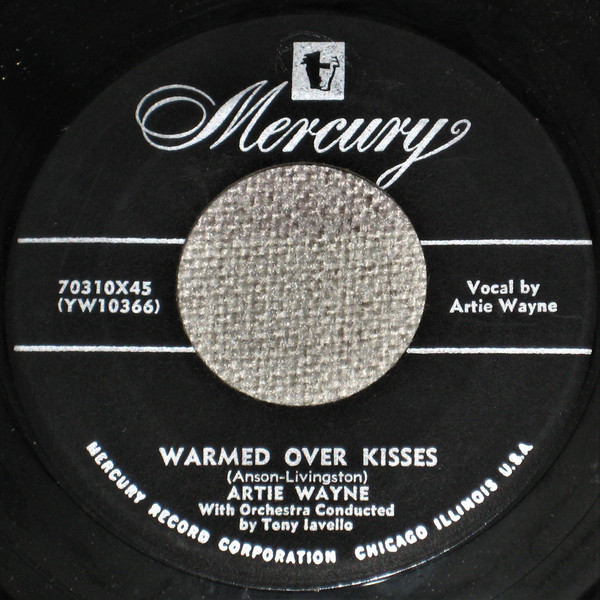 Mercury
70310X45
(YW10366)
Vocal by
Artie Wayne
WARMED OVER KISSES
(Anson-Livingston)
ARTIE WAYNE
With Orchestra Conducted
by Tony Iavello
MERCURY RECORD CORPORATION CHICAGO ILLINOIS U.S.A